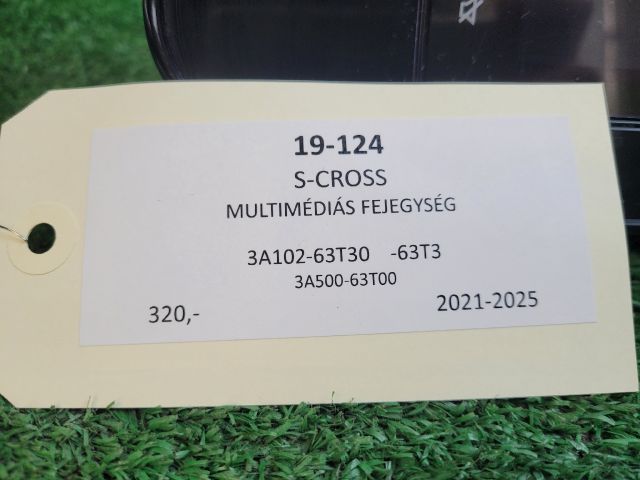 19-124
S-CROSS
MULTIMÉDIÁS FEJEGYSÉG
3A102-63T30 -63T3
3A500-63T00
320,- 2021-2025